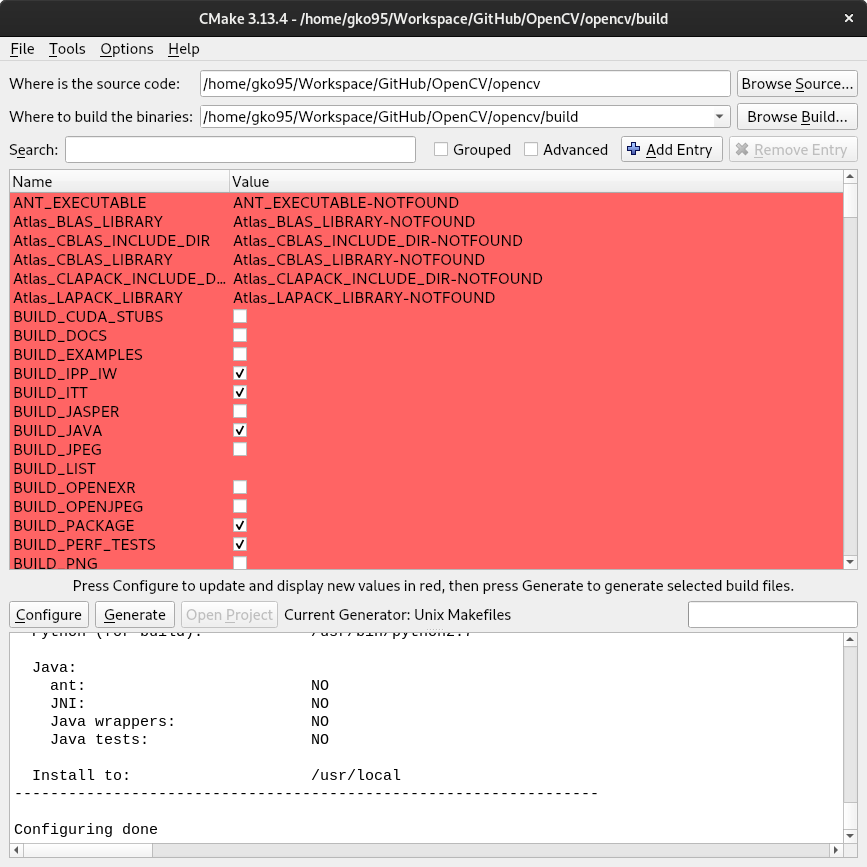 CMake 3.13.4 - /home/gko95/Workspace/GitHub/OpenCV/opencv/build
File Tools Options Help
Where is the source code: /home/gko95/Workspace/GitHub/OpenCV/opencv Browse Source...
Where to build the binaries: /home/gko95/Workspace/GitHub/OpenCV/opencv/build Browse Build...
Search: Grouped Advanced Add Entry Remove Entry
Name Value
ANT_EXECUTABLE ANT_EXECUTABLE-NOTFOUND
Atlas_BLAS_LIBRARY Atlas_BLAS_LIBRARY-NOTFOUND
Atlas_CBLAS_INCLUDE_DIR Atlas_CBLAS_INCLUDE_DIR-NOTFOUND
Atlas_CBLAS_LIBRARY Atlas_CBLAS_LIBRARY-NOTFOUND
Atlas_CLAPACK_INCLUDE_D... Atlas_CLAPACK_INCLUDE_DIR-NOTFOUND
Atlas_LAPACK_LIBRARY Atlas_LAPACK_LIBRARY-NOTFOUND
BUILD_CUDA_STUBS
BUILD_DOCS
BUILD_EXAMPLES
BUILD_IPP_IW
BUILD_ITT
BUILD_JASPER
BUILD_JAVA
BUILD_JPEG
BUILD_LIST
BUILD_OPENEXR
BUILD_OPENJPEG
BUILD_PACKAGE
BUILD_PERF_TESTS
BUILD_PNG
Press Configure to update and display new values in red, then press Generate to generate selected build files.
Configure Generate Open Project Current Generator: Unix Makefiles
Python (for build): /usr/bin/python2.7
Java:
ant: NO
JNI: NO
Java wrappers: NO
Java tests: NO
Install to: /usr/local
-----------------------------------------------------------------
Configuring done